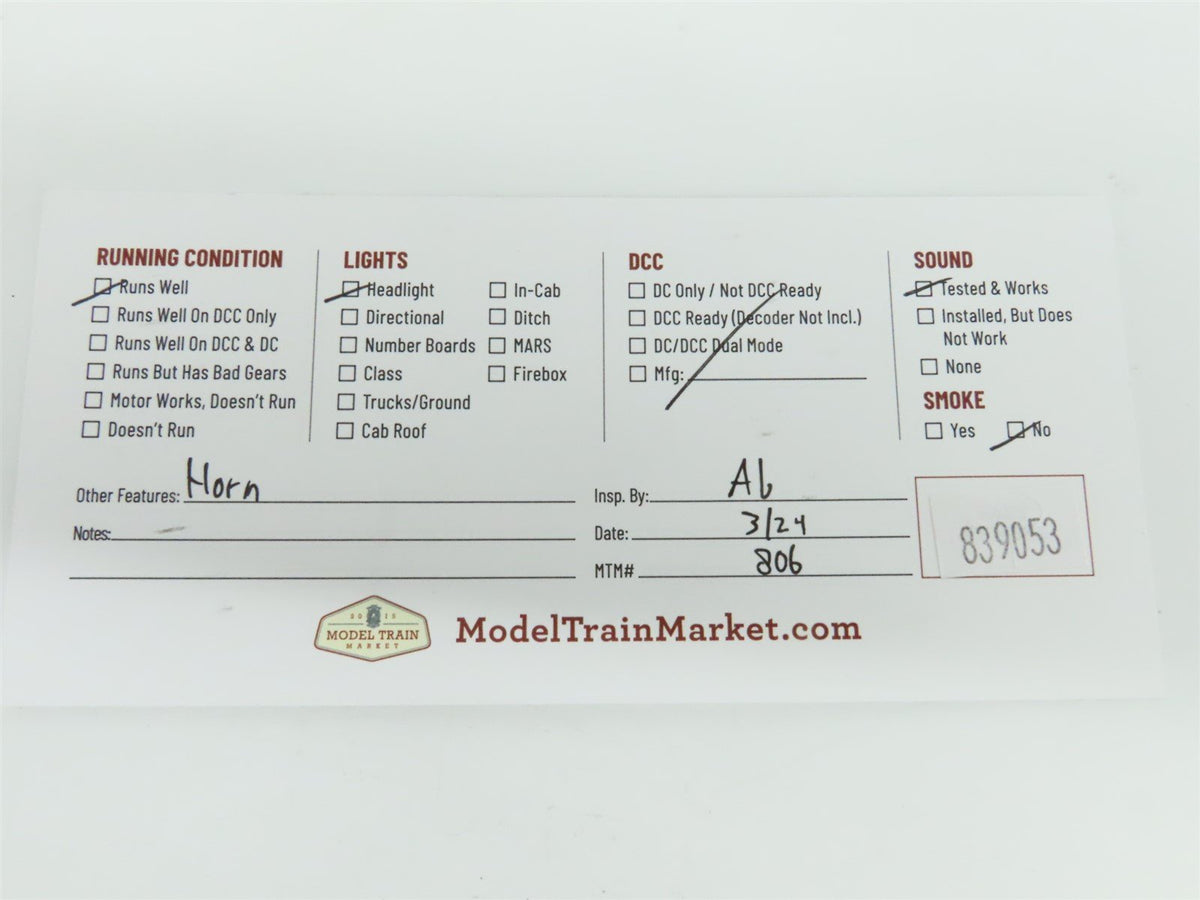 RUNNING CONDITION
Runs Well
Runs Well On DCC Only
Runs Well On DCC & DC
Runs But Has Bad Gears
Motor Works, Doesn't Run
Doesn't Run
LIGHTS
Headlight
Directional
Number Boards
Class
Trucks/Ground
Cab Roof
In-Cab
Ditch
MARS
Firebox
DCC
DC Only / Not DCC Ready
DCC Ready (Decoder Not Incl.)
DC/DCC Dual Mode
Mfg:
SOUND
Tested & Works
Installed, But Does
Not Work
None
SMOKE
Yes No
Other Features: Horn
Notes:
Insp. By:
Date: 3/24
MTM# 806
839053
2015
MODEL TRAIN
MARKET
ModelTrainMarket.com